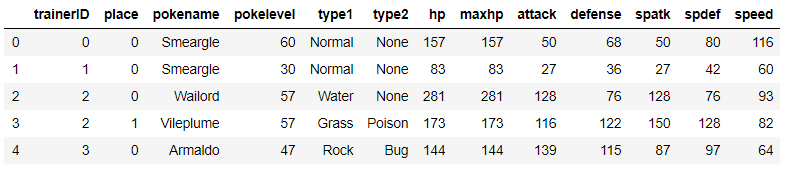 trainerID place pokename pokelevel type1 type2 hp maxhp attack defense spatk spdef speed
0 0 0 Smeargle 60 Normal None 157 157 50 68 50 80 116
1 1 0 Smeargle 30 Normal None 83 83 27 36 27 42 60
2 2 0 Wailord 57 Water None 281 281 128 76 128 76 93
3 2 1 Vileplume 57 Grass Poison 173 173 116 122 150 128 82
4 3 0 Armaldo 47 Rock Bug 144 144 139 115 87 97 64